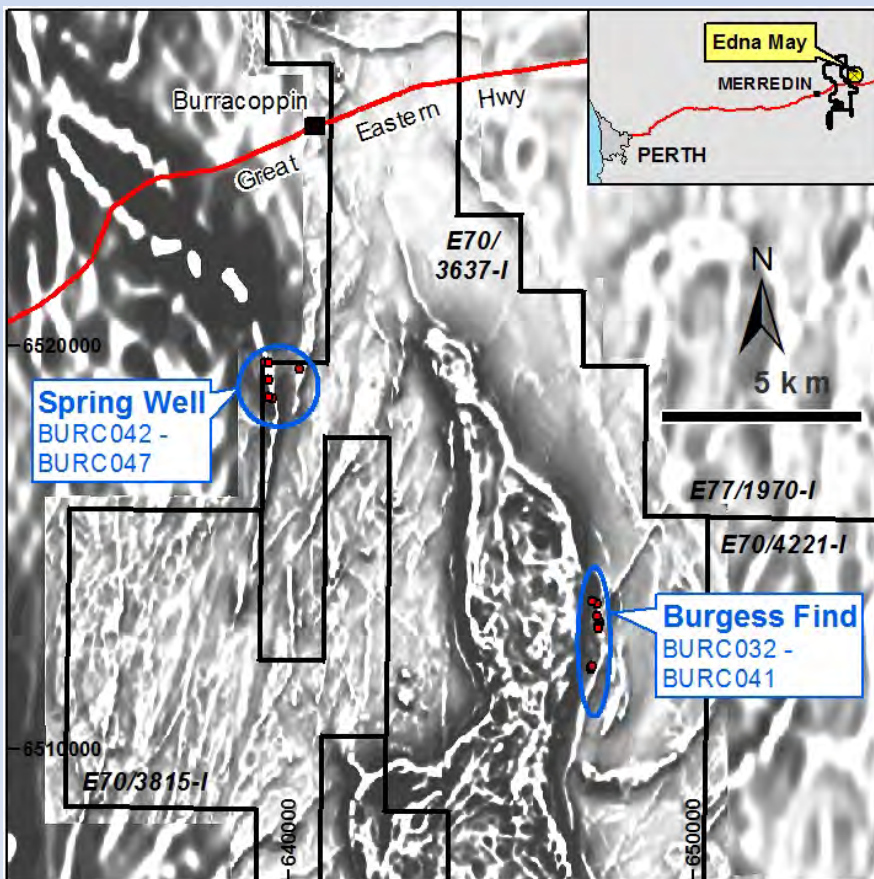 Edna May
MERREDIN
PERTH
Burracoppin
Great Eastern Hwy
E70/
3637-I
N
5 km
6520000
Spring Well
BURC042 -
BURC047
E77/1970-I
E70/4221-I
Burgess Find
BURC032 -
BURC041
6510000
E70/3815-I
640000
650000